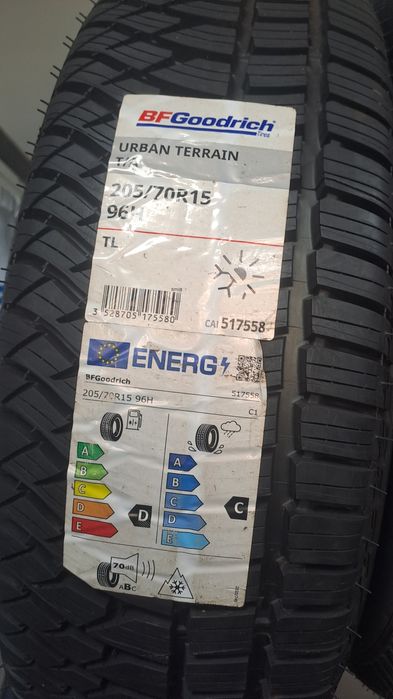 BFGoodrich
Tires
URBAN TERRAIN
T/A
205/70R15
96H
TL
3 528705 175580
CAI 517558
ENERG
BFGoodrich 517558
205/70R15 96H C1
A A
B B
C C C
D D D
E E
70dB
ABC